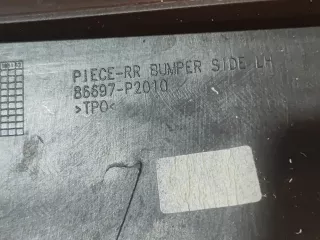 PIECE-RR BUMPER SIDE LH
86697-P2010
>TPO<